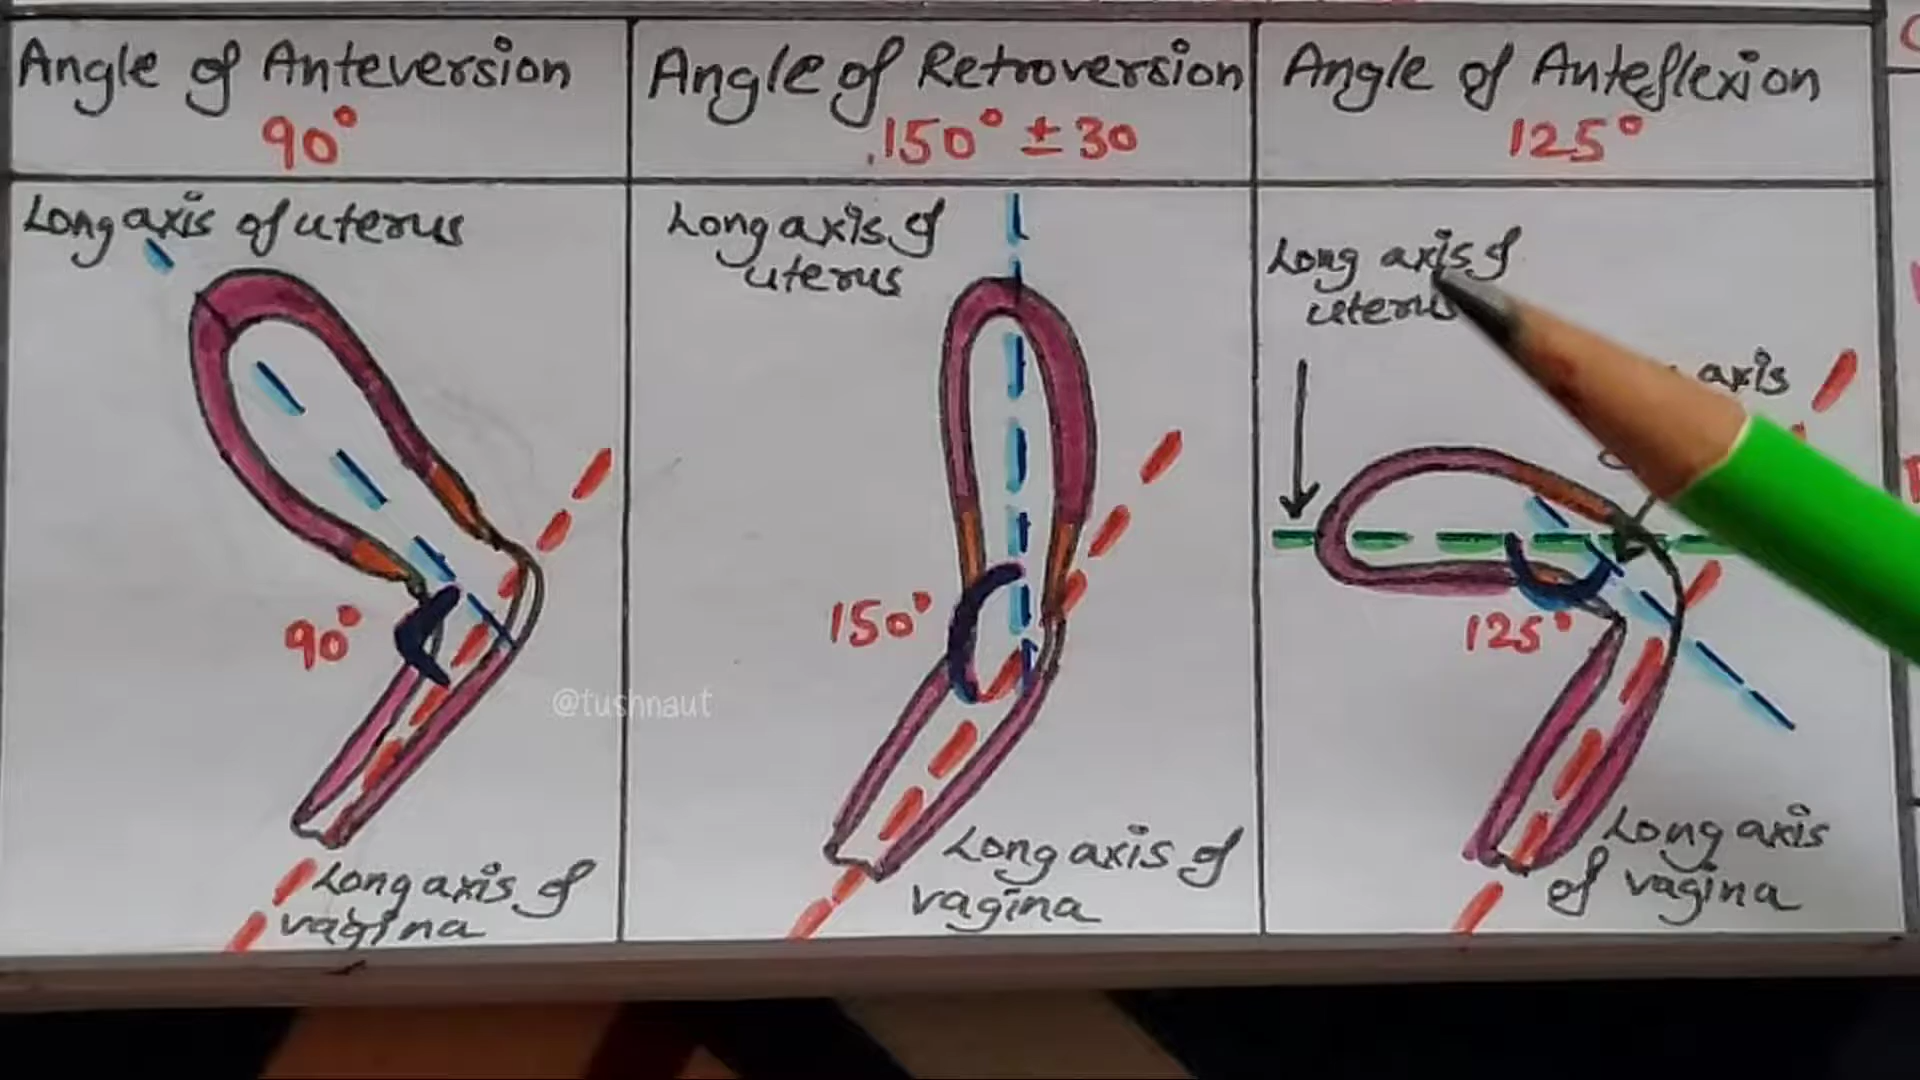 Angle of Anteversion
90°
Angle of Retroversion
150° ± 30
Angle of Anteflexion
125°
Long axis of uterus
90°
Long axis of
vagina
Long axis of
uterus
150°
Long axis of
vagina
Long axis of
uterus
axis
125°
Long axis
of vagina
@tushnaut